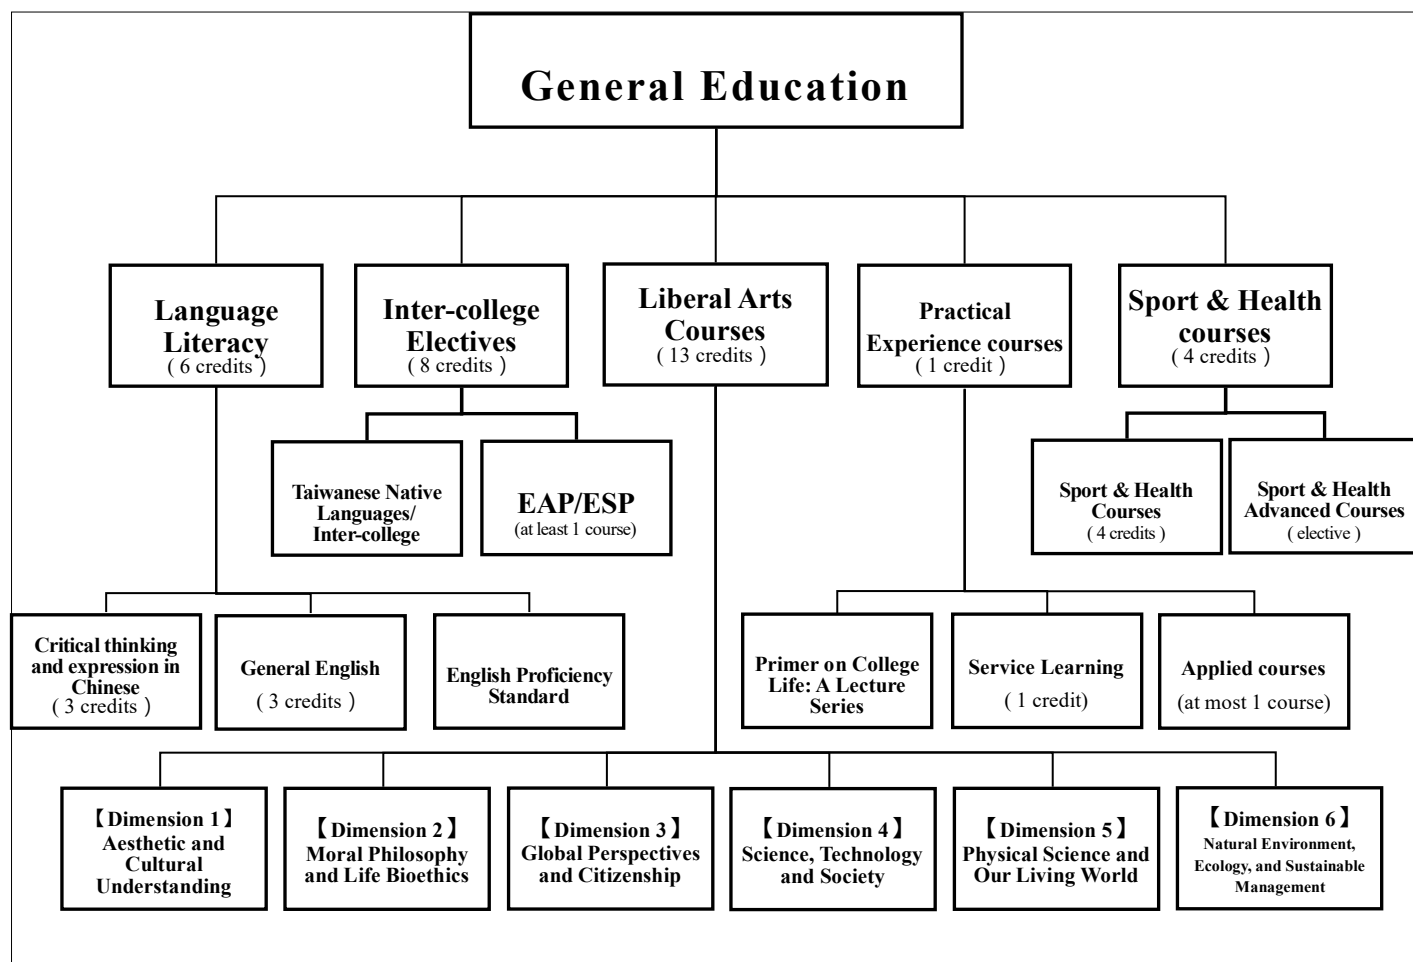 General Education
Language
Literacy
( 6 credits )
Inter-college
Electives
( 8 credits )
Liberal Arts
Courses
( 13 credits )
Practical
Experience courses
( 1 credit )
Sport & Health
courses
( 4 credits )
Taiwanese Native
Languages/
Inter-college
EAP/ESP
(at least 1 course)
Sport & Health
Courses
( 4 credits )
Sport & Health
Advanced Courses
( elective )
Critical thinking
and expression in
Chinese
( 3 credits )
General English
( 3 credits )
English Proficiency
Standard
Primer on College
Life: A Lecture
Series
Service Learning
( 1 credit)
Applied courses
(at most 1 course)
【Dimension 1】
Aesthetic and
Cultural
Understanding
【Dimension 2】
Moral Philosophy
and Life Bioethics
【Dimension 3】
Global Perspectives
and Citizenship
【Dimension 4】
Science, Technology
and Society
【Dimension 5】
Physical Science and
Our Living World
【Dimension 6】
Natural Environment,
Ecology, and Sustainable
Management